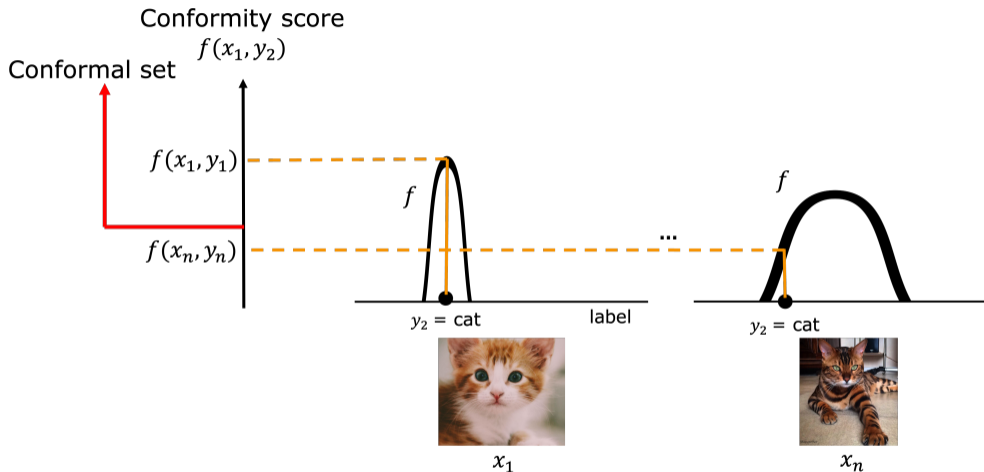 Conformity score
f(x₁, y₂)
Conformal set
f(x₁, y₁)
f
f
...
f(xₙ, yₙ)
y₂ = cat
label
y₂ = cat
x₁
xₙ